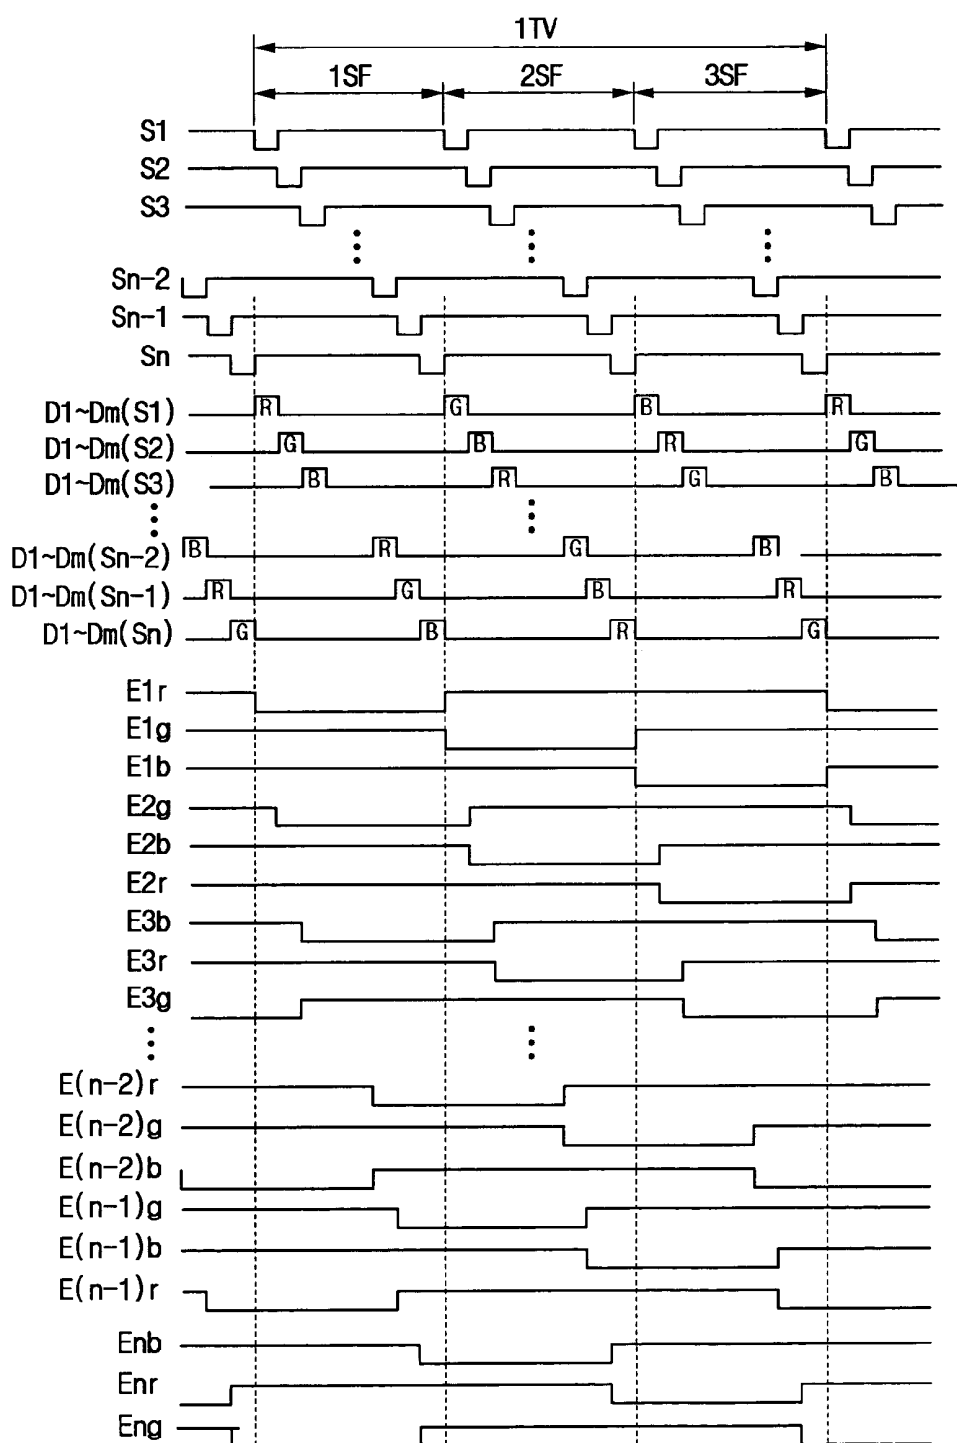 1TV
1SF 2SF 3SF
S1
S2
S3
Sn-2
Sn-1
Sn
D1~Dm(S1) R G B R
D1~Dm(S2) G B R G
D1~Dm(S3) B R G B
D1~Dm(Sn-2) B R G B
D1~Dm(Sn-1) R G B R
D1~Dm(Sn) G B R G
E1r
E1g
E1b
E2g
E2b
E2r
E3b
E3r
E3g
E(n-2)r
E(n-2)g
E(n-2)b
E(n-1)g
E(n-1)b
E(n-1)r
Enb
Enr
Eng